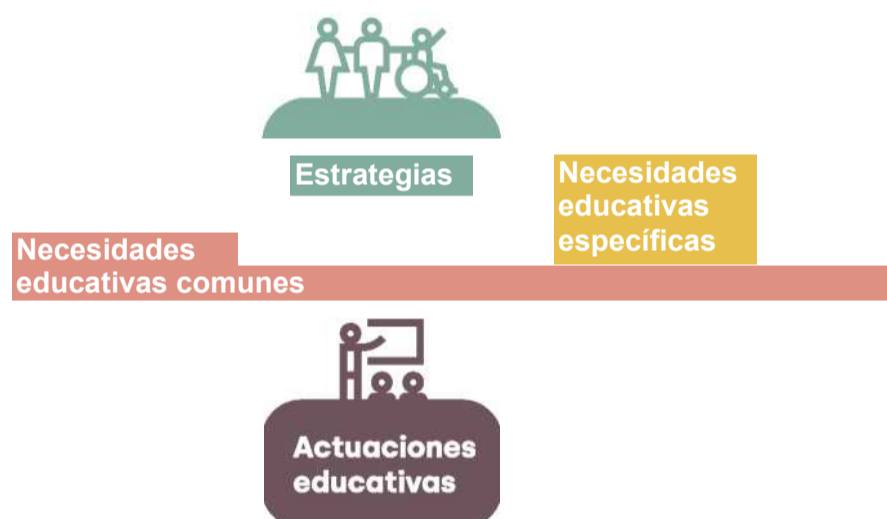 Estrategias
Necesidades
educativas
específicas
Necesidades
educativas comunes
Actuaciones
educativas